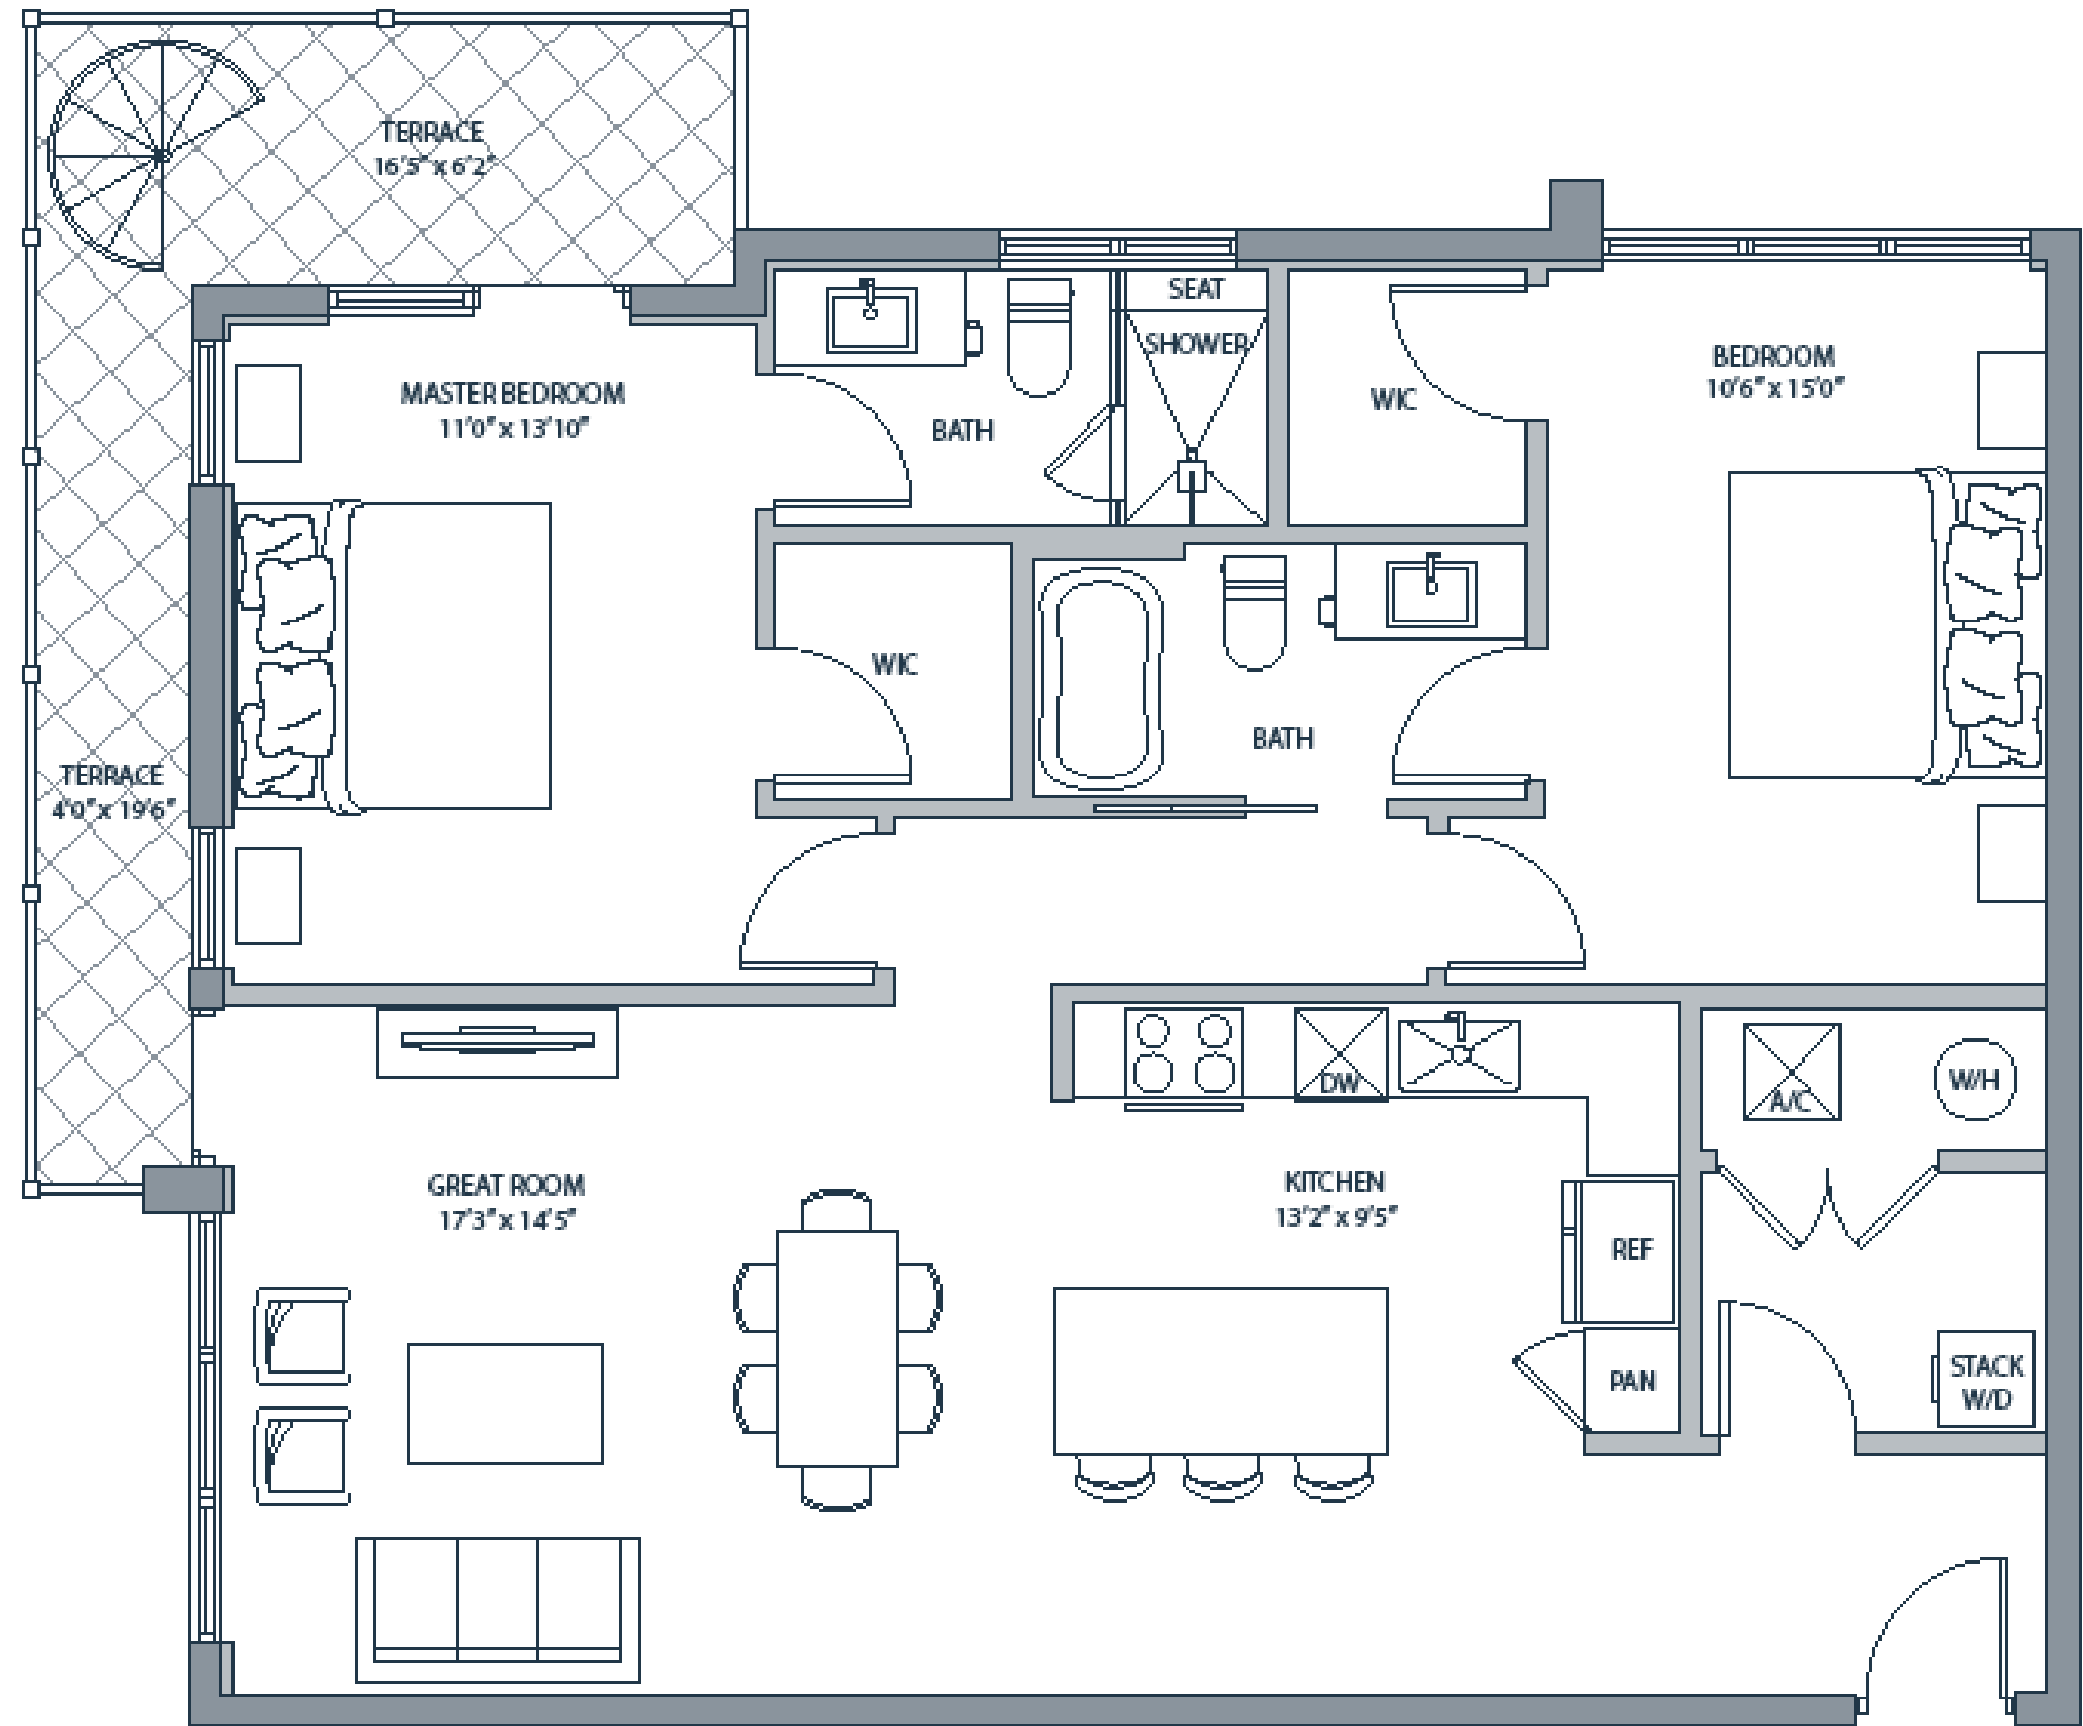 TERRACE
16'5" x 6'2"
SEAT
SHOWER
MASTER BEDROOM
11'0" x 13'10"
BATH
WIC
BEDROOM
10'6" x 15'0"
WIC
BATH
TERRACE
4'0" x 19'6"
DW
A/C
W/H
GREAT ROOM
17'3" x 14'5"
KITCHEN
13'2" x 9'5"
REF
PAN
STACK
W/D